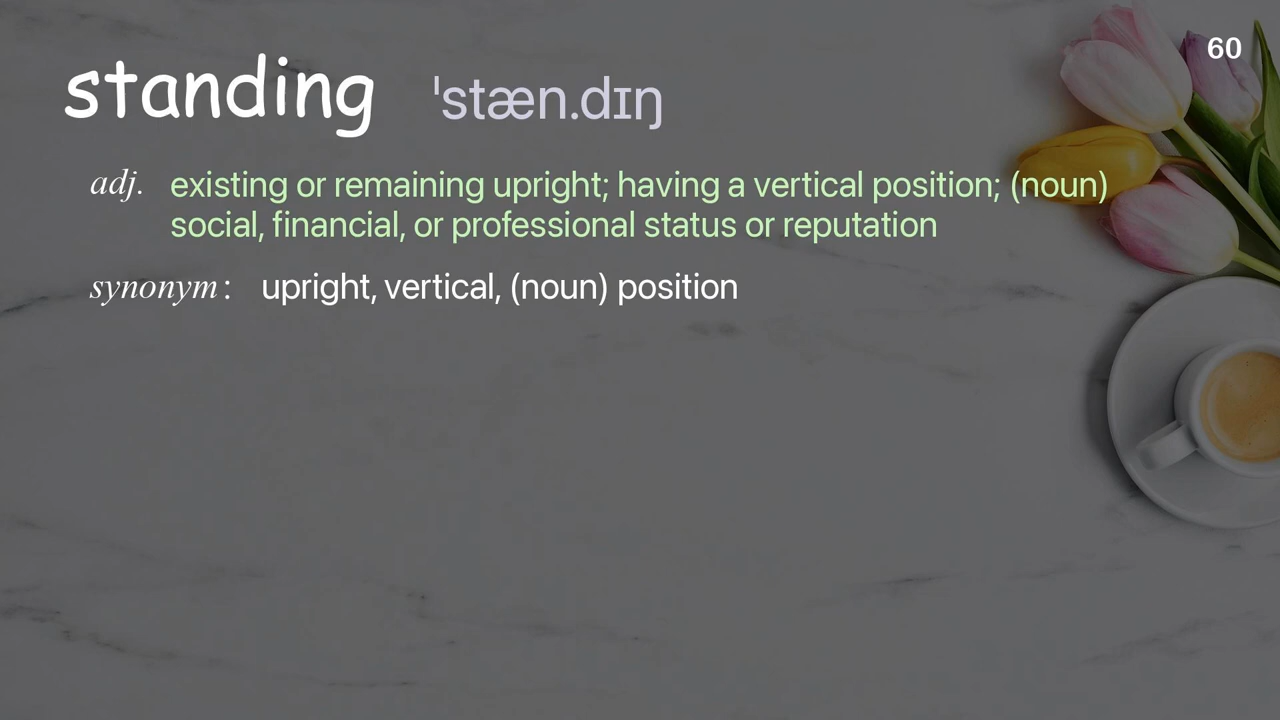 60
standing ˈstæn.dɪŋ
adj. existing or remaining upright; having a vertical position; (noun)
social, financial, or professional status or reputation
synonym: upright, vertical, (noun) position